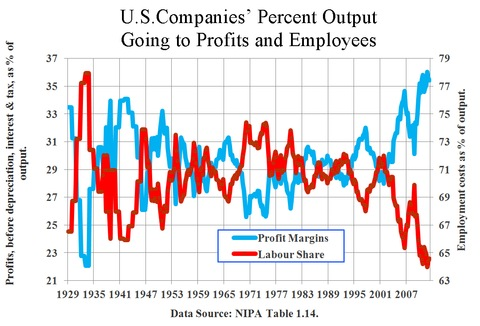 U.S.Companies’ Percent Output
Going to Profits and Employees
Profits, before depreciation, interest & tax, as % of
output.
37
35
33
31
29
27
25
23
21
79
77
75
73
71
69
67
65
63
Employment costs as % of output.
Profit Margins
Labour Share
1929 1935 1941 1947 1953 1959 1965 1971 1977 1983 1989 1995 2001 2007
Data Source: NIPA Table 1.14.